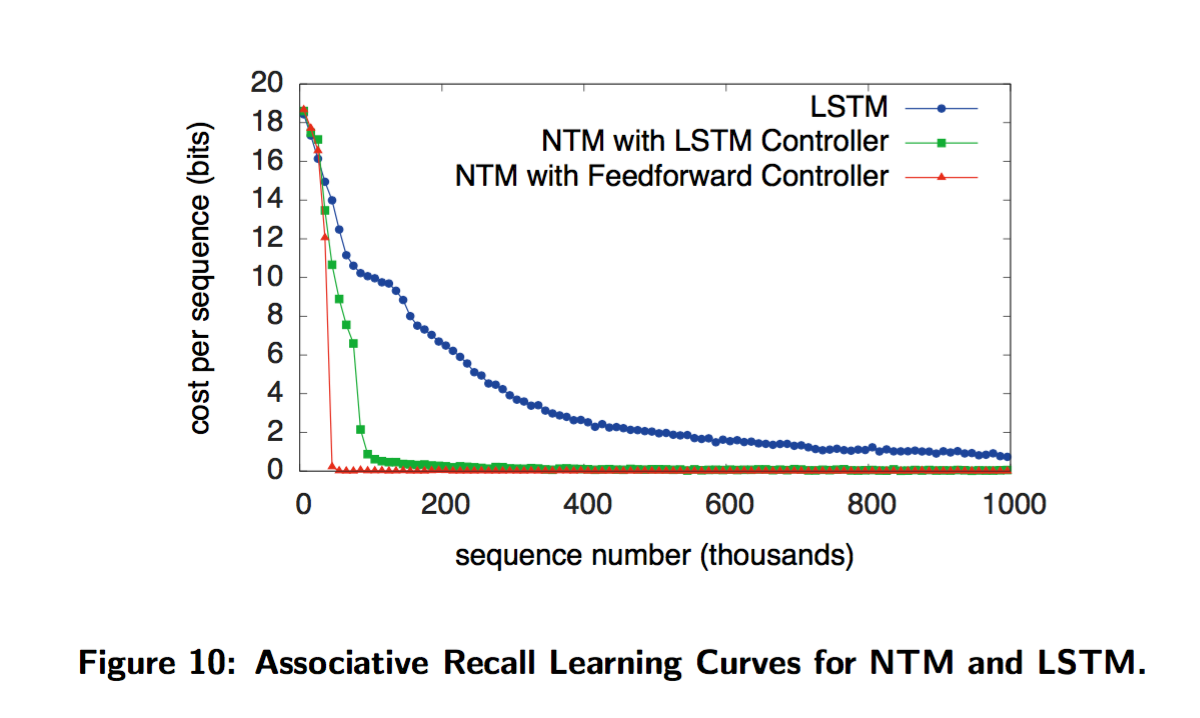 20
18
16
14
12
10
8
6
4
2
0
cost per sequence (bits)
LSTM
NTM with LSTM Controller
NTM with Feedforward Controller
0 200 400 600 800 1000
sequence number (thousands)
Figure 10: Associative Recall Learning Curves for NTM and LSTM.